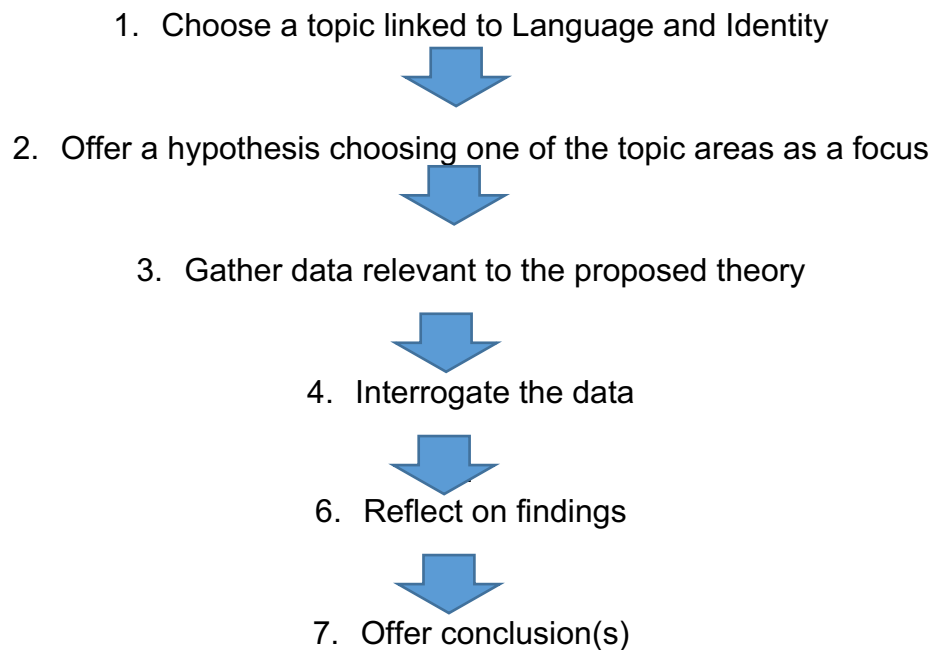 1. Choose a topic linked to Language and Identity
2. Offer a hypothesis choosing one of the topic areas as a focus
3. Gather data relevant to the proposed theory
4. Interrogate the data
6. Reflect on findings
7. Offer conclusion(s)